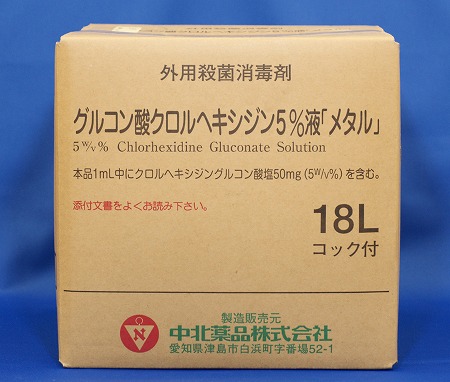 外用殺菌消毒剤
グルコン酸クロルヘキシジン5%液「メタル」
5W/V% Chlorhexidine Gluconate Solution
本品1mL中にクロルヘキシジングルコン酸塩50mg(5W/V%)を含む。
添付文書をよくお読み下さい。
18L
コック付
製造販売元
中北薬品株式会社
愛知県津島市白浜町字番場52-1